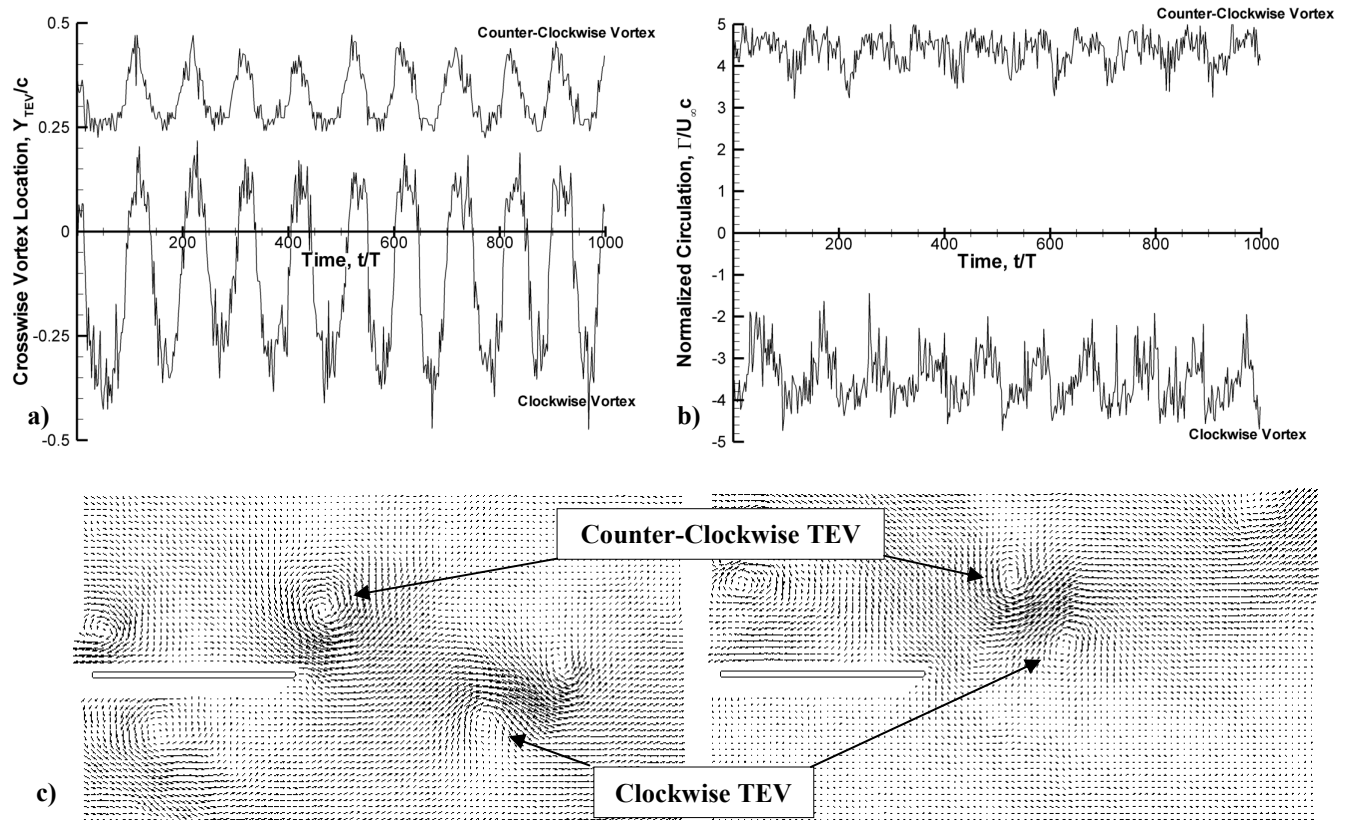 0.5
0.25
0
-0.25
-0.5
200
400
600
800
1000
Time, t/T
Crosswise Vortex Location, Y_TEV/c
Counter-Clockwise Vortex
Clockwise Vortex
a)
5
4
3
2
1
0
-1
-2
-3
-4
-5
200
400
600
800
1000
Time, t/T
Normalized Circulation, Γ/U∞c
Counter-Clockwise Vortex
Clockwise Vortex
b)
Counter-Clockwise TEV
Clockwise TEV
c)